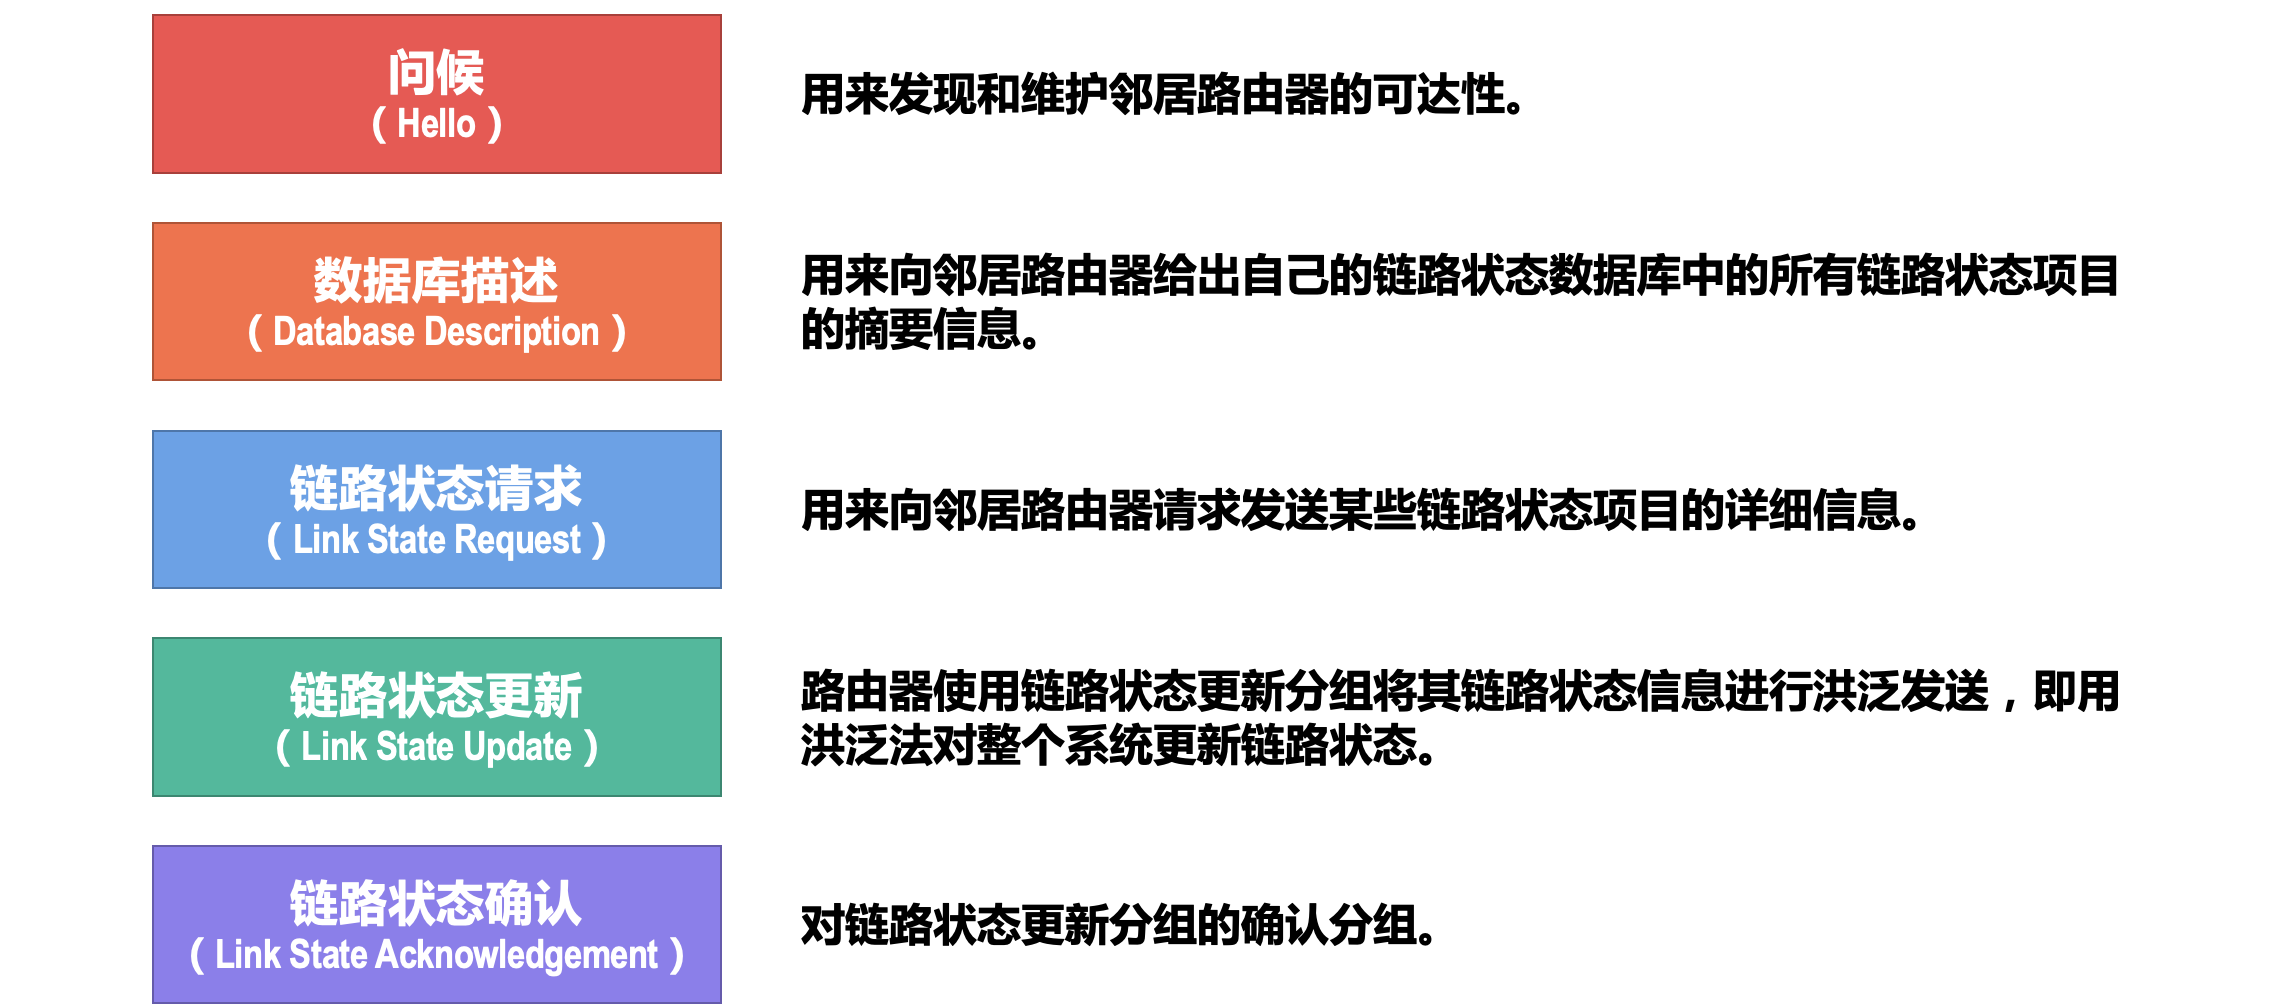 问候
（Hello）
用来发现和维护邻居路由器的可达性。
数据库描述
（Database Description）
用来向邻居路由器给出自己的链路状态数据库中的所有链路状态项目
的摘要信息。
链路状态请求
（Link State Request）
用来向邻居路由器请求发送某些链路状态项目的详细信息。
链路状态更新
（Link State Update）
路由器使用链路状态更新分组将其链路状态信息进行洪泛发送，即用
洪泛法对整个系统更新链路状态。
链路状态确认
（Link State Acknowledgement）
对链路状态更新分组的确认分组。